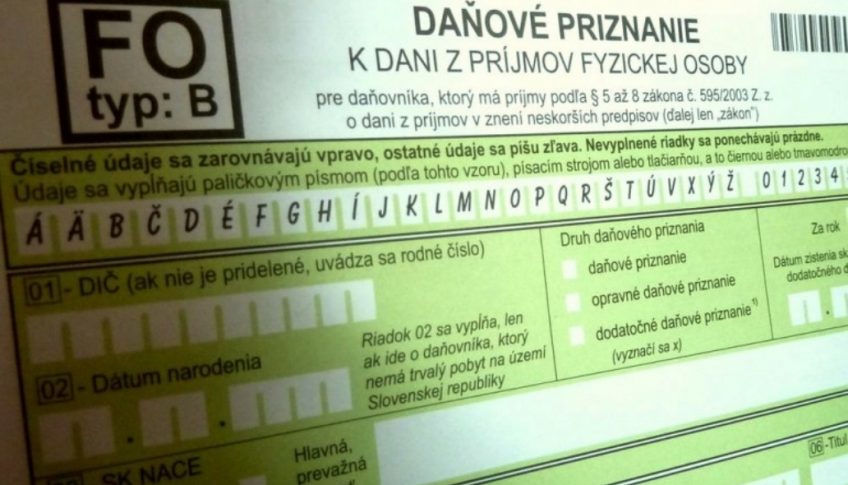 FO
typ: B
DAŇOVÉ PRIZNANIE
K DANI Z PRÍJMOV FYZICKEJ OSOBY
pre daňovníka, ktorý má príjmy podľa § 5 až 8 zákona č. 595/2003 Z. z.
o dani z príjmov v znení neskorších predpisov (ďalej len „zákon")
Číselné údaje sa zarovnávajú vpravo, ostatné údaje sa píšu zľava. Nevyplnené riadky sa ponechávajú prázdne.
Údaje sa vypĺňajú paličkovým písmom (podľa tohto vzoru), písacím strojom alebo tlačiarňou, a to čiernou alebo tmavomodro
Á Ä B Č D É F G H Í J K L M N O P Q R Š T Ú V X Ý Ž 0 1 2 3 4
01 - DIČ (ak nie je pridelené, uvádza sa rodné číslo)
02 - Dátum narodenia
Riadok 02 sa vypĺňa, len
ak ide o daňovníka, ktorý
nemá trvalý pobyt na území
Slovenskej republiky
Druh daňového priznania
daňové priznanie
opravné daňové priznanie
dodatočné daňové priznanie 1)
(vyznačí sa x)
Za rok
Dátum zistenia sk
dodatočného d
SK NACE
Hlavná,
prevažná
06 - Titul